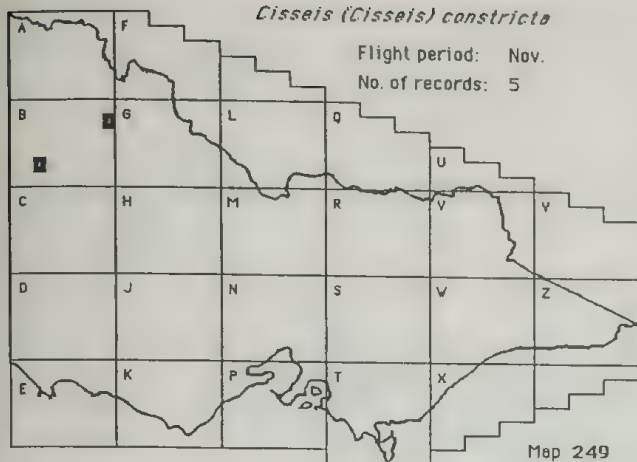 Cisseis (Cisseis) constricta
Flight period: Nov.
No. of records: 5
A F
B G L Q
U
C H M R V Y
D J N S W Z
E K P T X
Map 249